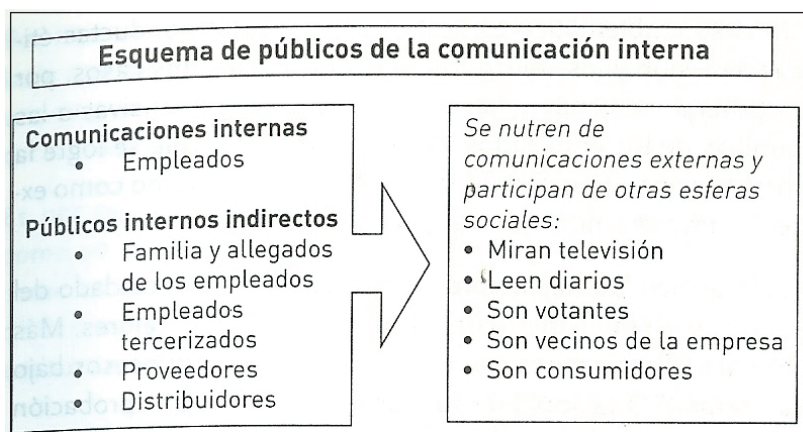 Esquema de públicos de la comunicación interna
Comunicaciones internas
• Empleados
Públicos internos indirectos
• Familia y allegados
de los empleados
• Empleados
tercerizados
• Proveedores
• Distribuidores
Se nutren de
comunicaciones externas y
participan de otras esferas
sociales:
• Miran televisión
• Leen diarios
• Son votantes
• Son vecinos de la empresa
• Son consumidores